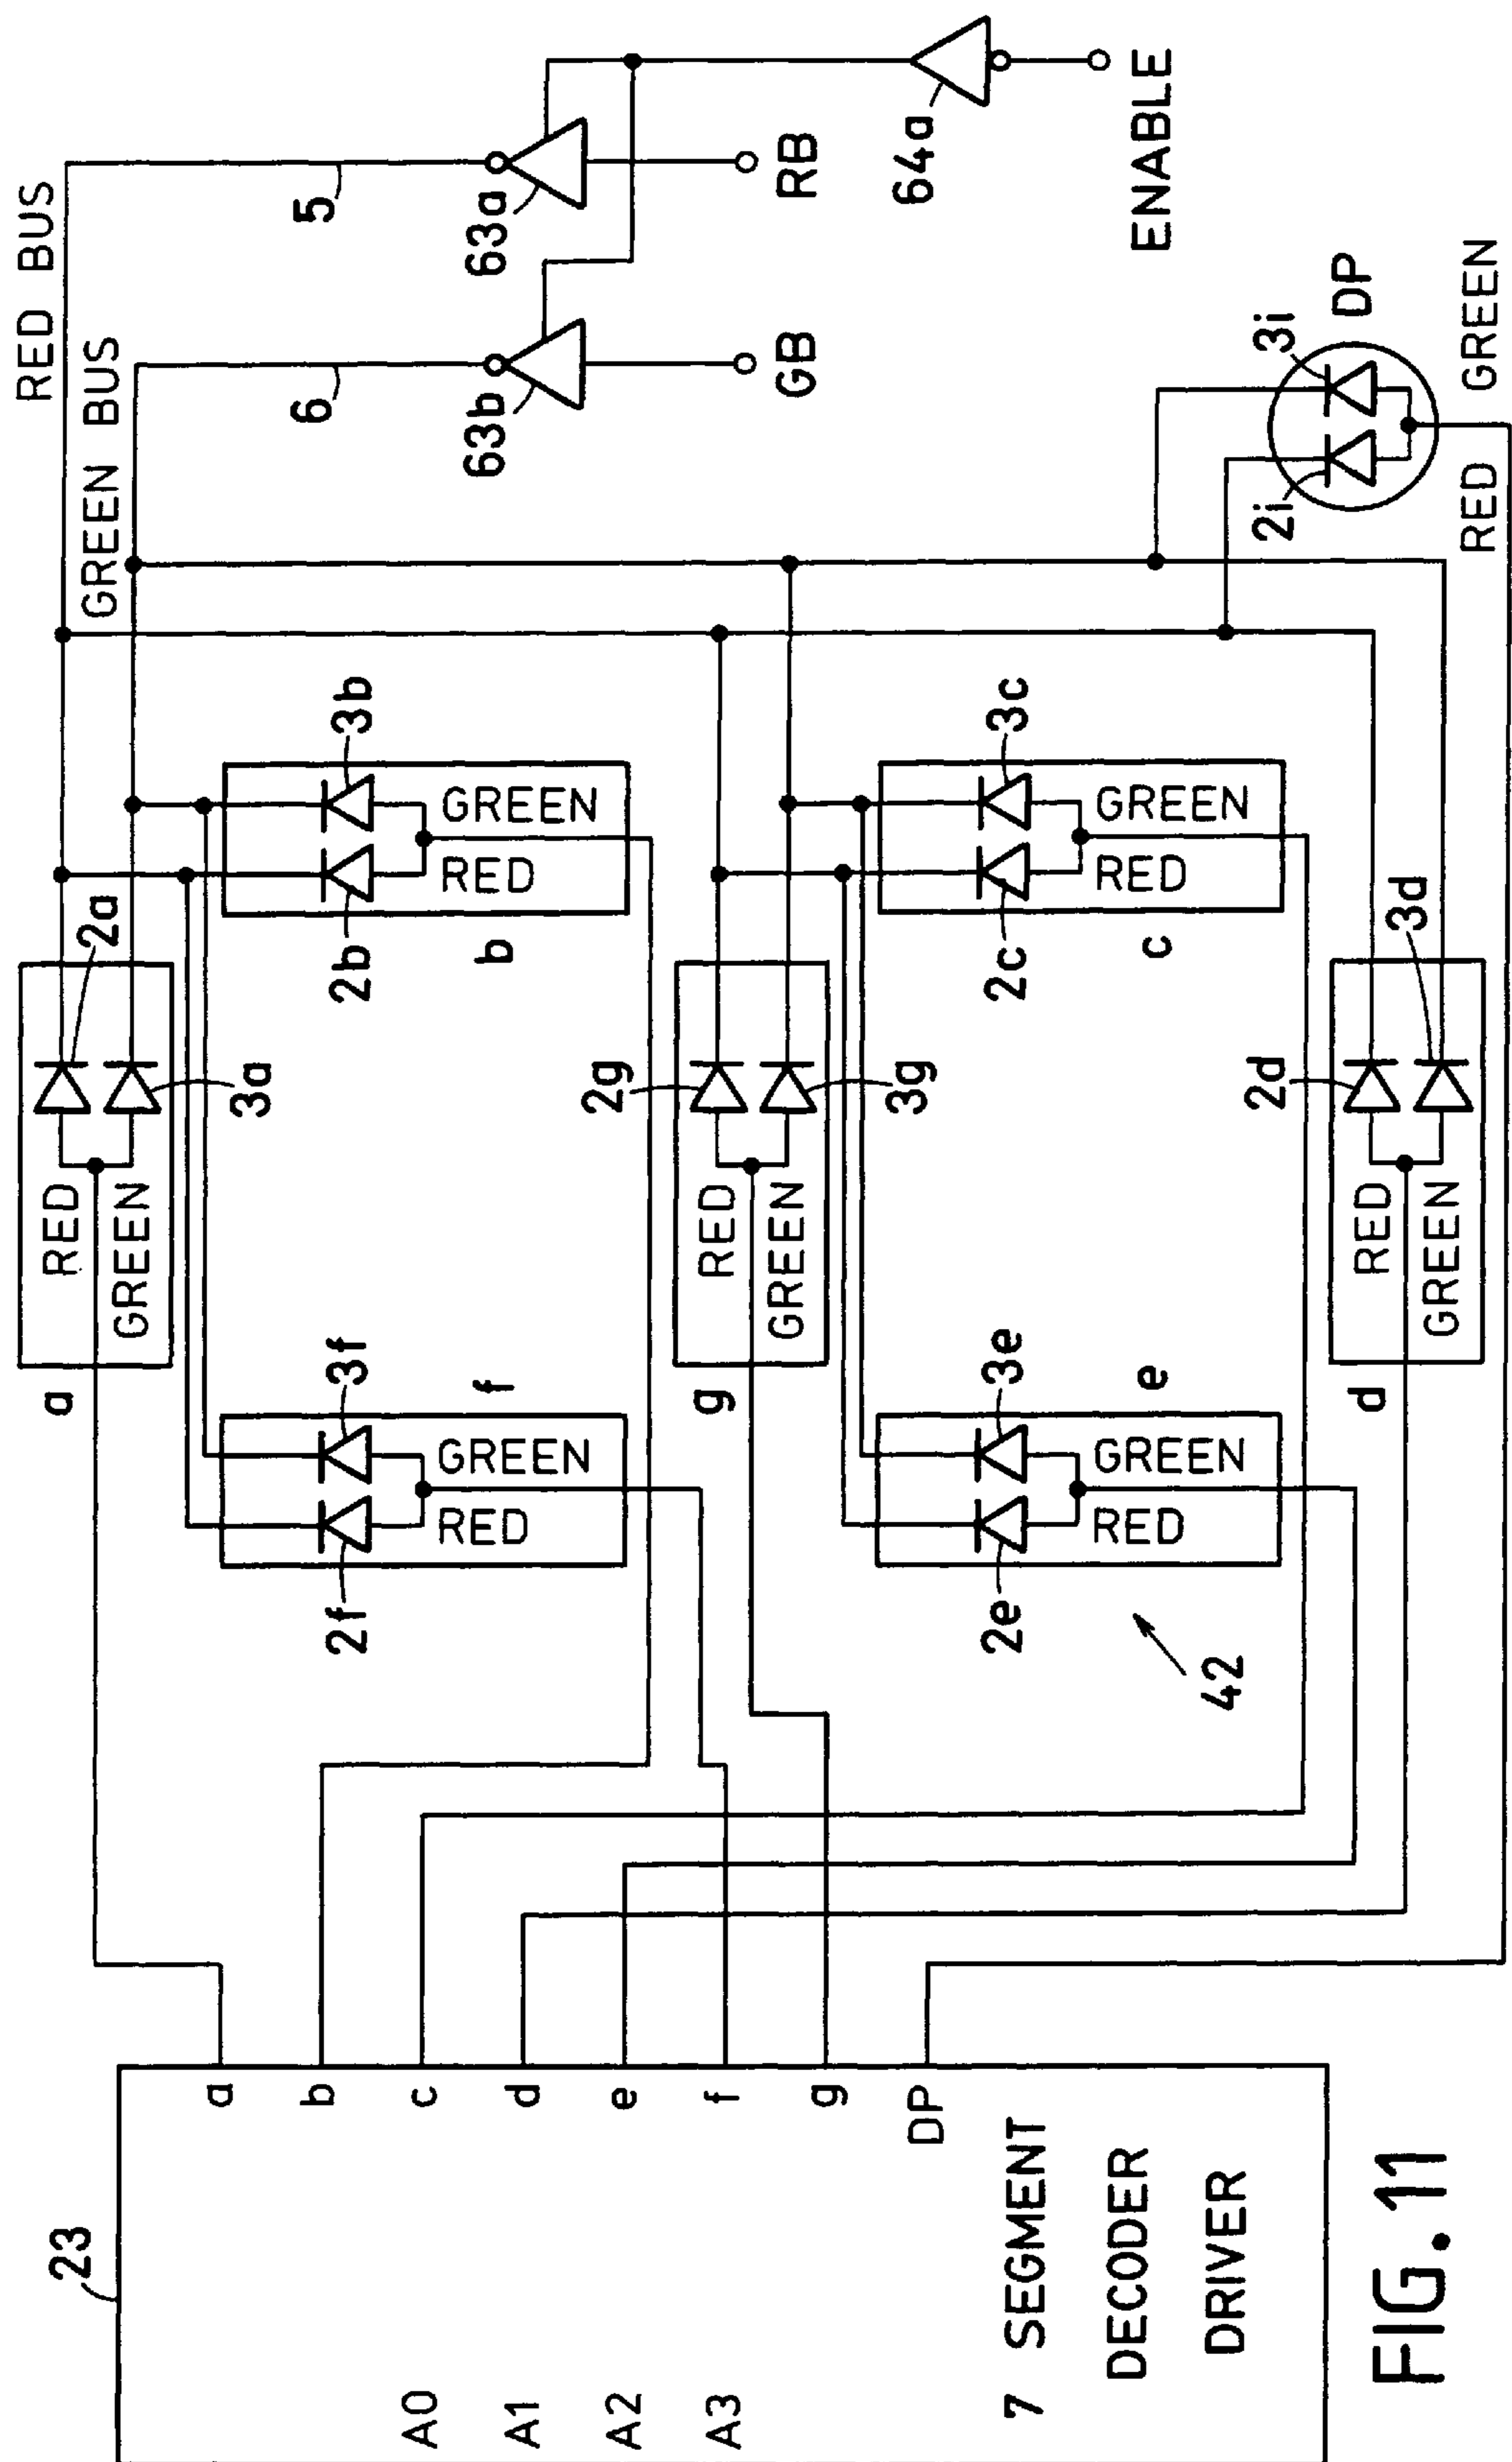 23
a
b
c
d
e
f
g
DP
A0
A1
A2
A3
7 SEGMENT
DECODER
DRIVER
a
RED
GREEN
2a
3a
2f
3f
RED
GREEN
f
2b
3b
RED
GREEN
b
g
RED
GREEN
2g
3g
2e
3e
RED
GREEN
e
2c
3c
RED
GREEN
c
d
RED
GREEN
2d
3d
42
RED BUS
GREEN BUS
5
6
63a
63b
RB
GB
64a
ENABLE
2i
3i
DP
RED
GREEN
FIG. 11